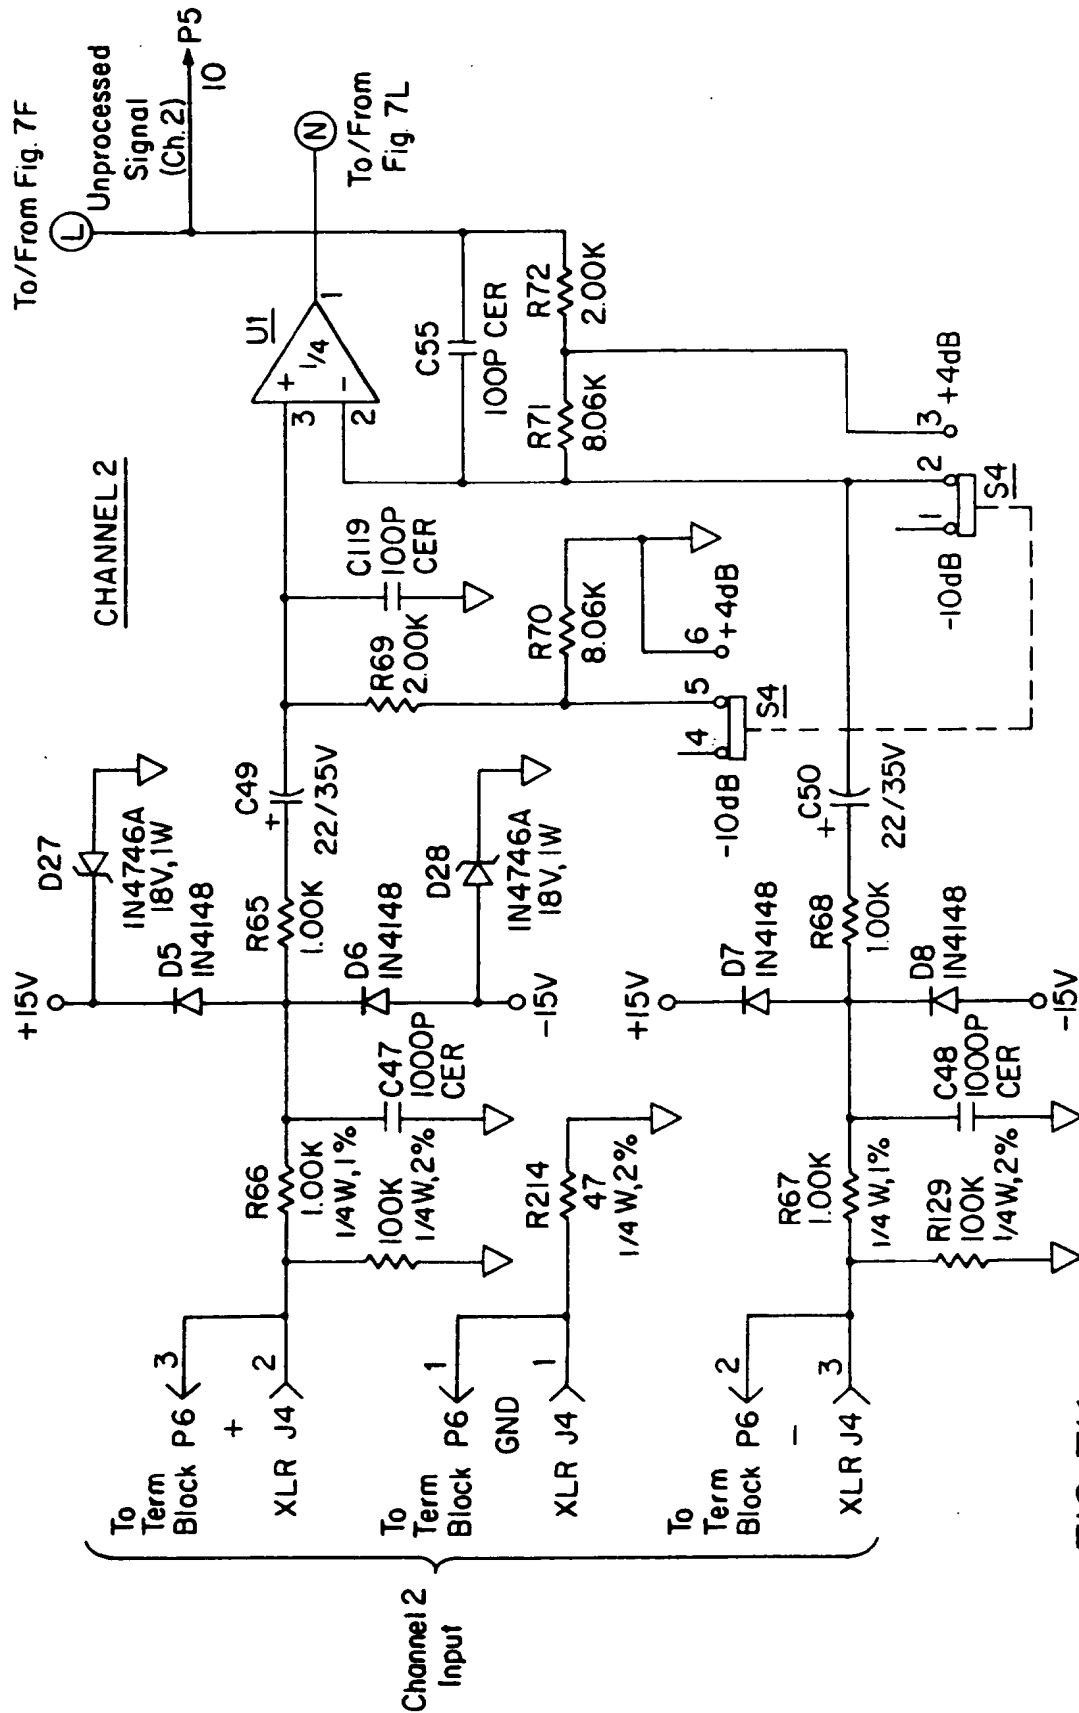 CHANNEL 2
To/From Fig. 7F
L
Unprocessed
Signal
(Ch.2)
P5
10
N
To/From
Fig. 7L
U1
1/4
+
-
3
2
1
C55
100P CER
R71
8.06K
R72
2.00K
3
+4dB
2
1
-10dB
S4
C119
100P
CER
R69
2.00K
R70
8.06K
6
+4dB
5
4
-10dB
S4
D27
1N4746A
18V, 1W
C49
+
22/35V
+15V
D5
1N4148
R65
1.00K
D6
1N4148
D28
1N4746A
18V, 1W
-15V
R66
1.00K
1/4W, 1%
C47
1000P
CER
100K
1/4W, 2%
R214
47
1/4W, 2%
+15V
D7
1N4148
R68
1.00K
C50
+
22/35V
D8
1N4148
-15V
R67
1.00K
1/4W, 1%
C48
1000P
CER
R129
100K
1/4W, 2%
To
Term
Block P6
3
+
XLR J4
2
To
Term
Block P6
1
GND
XLR J4
1
To
Term
Block P6
2
-
XLR J4
3
Channel 2
Input